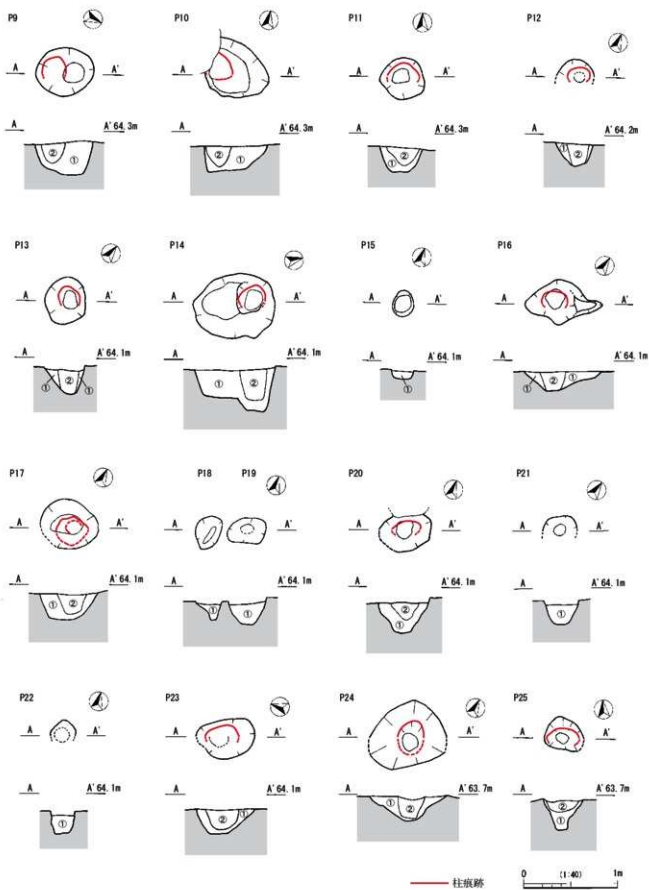 P9 P10 P11 P12
A A' A A' A A' A A'
A A' 64.3m A A' 64.3m A A' 64.3m A A' 64.2m
② ① ② ① ① ② ① ②
P13 P14 P15 P16
A A' A A' A A' A A'
A A' 64.1m A A' 64.1m A A' 64.1m A A' 64.1m
① ② ① ① ② ① ① ② ①
P17 P18 P19 P20 P21
A A' A A' A A' A A'
A A' 64.1m A A' 64.1m A A' 64.1m A A' 64.1m
① ② ① ① ② ① ①
P22 P23 P24 P25
A A' A A' A A' A A'
A A' 64.1m A A' 64.1m A A' 63.7m A A' 63.7m
① ② ① ① ② ② ①
柱痕跡
0 (1:40) 1m